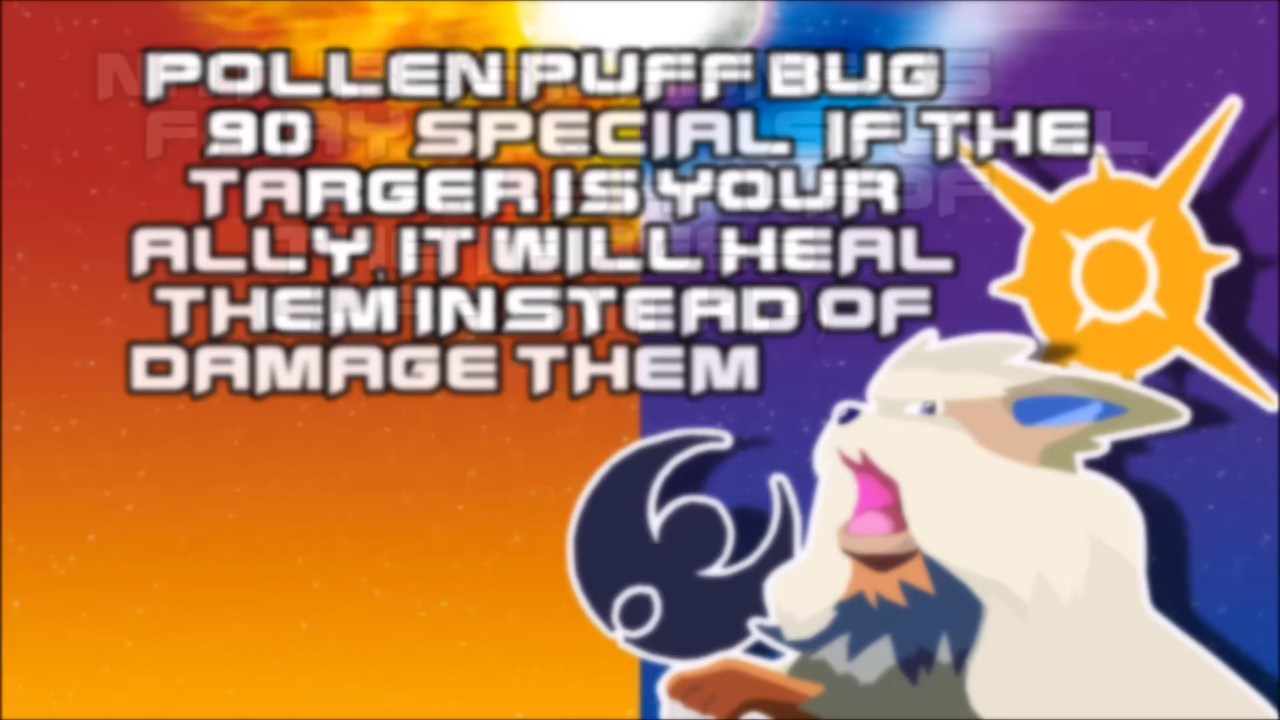 POLLEN PUFF BUG
90 SPECIAL IF THE
TARGER IS YOUR
ALLY, IT WILL HEAL
THEM INSTEAD OF
DAMAGE THEM